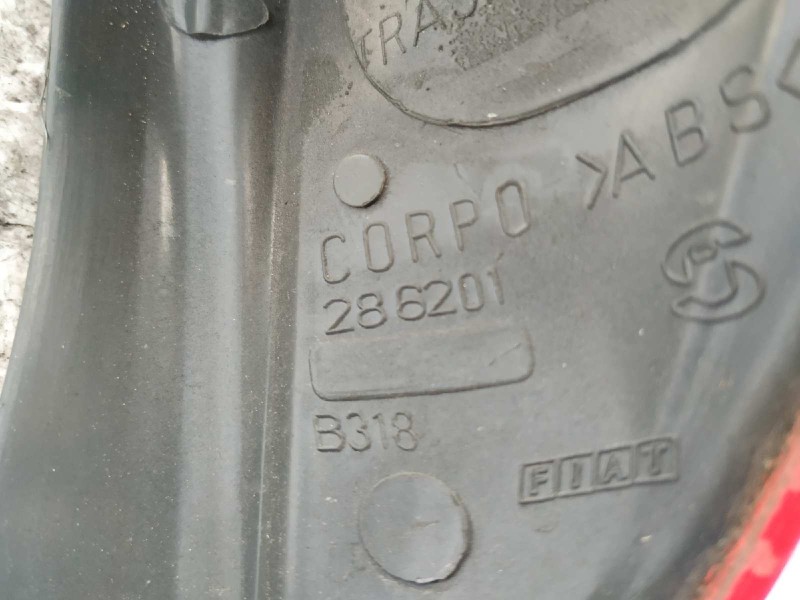 CORPO >ABS<
286201
B318
FIAT